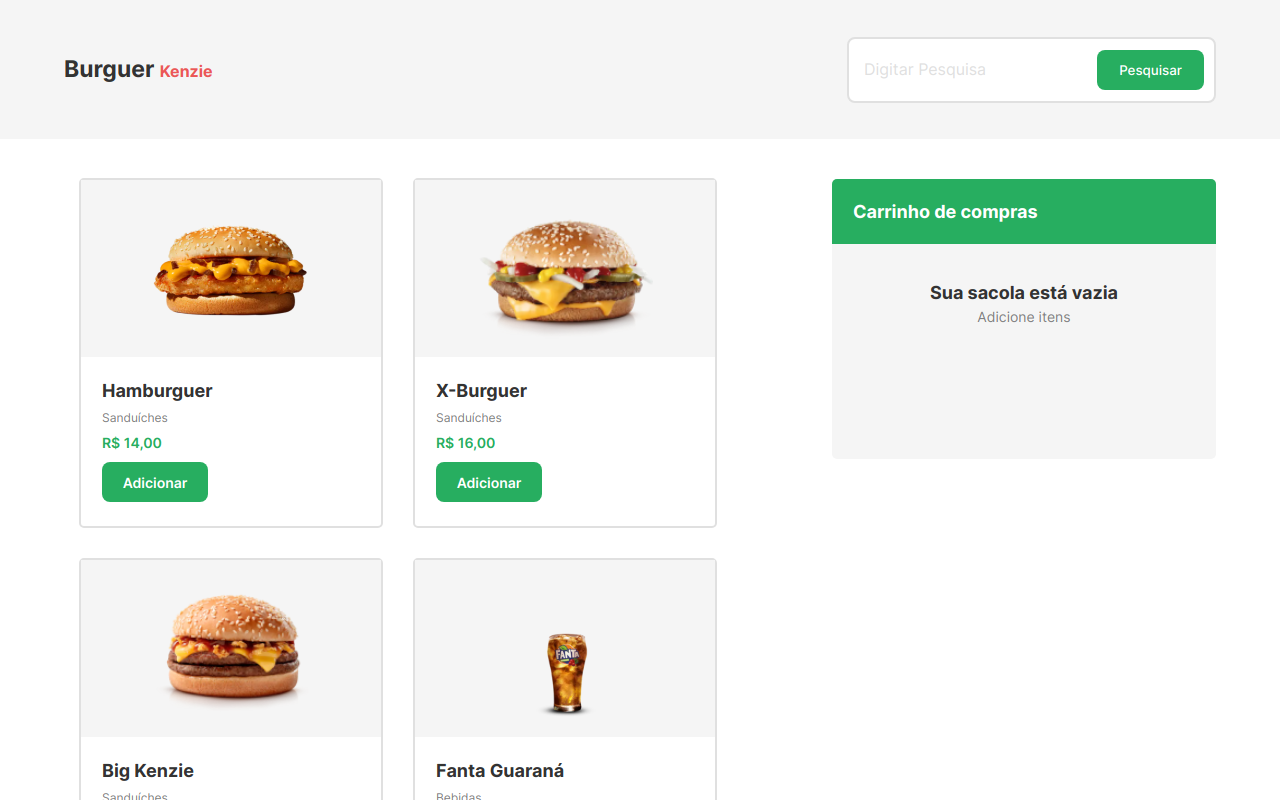 Burguer Kenzie
Digitar Pesquisa
Pesquisar
Hamburguer
Sanduíches
R$ 14,00
Adicionar
X-Burguer
Sanduíches
R$ 16,00
Adicionar
Carrinho de compras
Sua sacola está vazia
Adicione itens
Big Kenzie
Sanduíches
FANTA
Fanta Guaraná
Bebidas